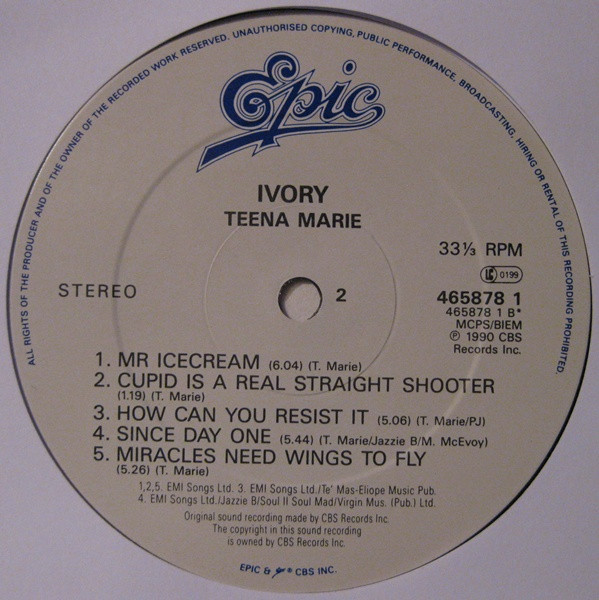 ALL RIGHTS OF THE PRODUCER AND OF THE OWNER OF THE RECORDED WORK RESERVED. UNAUTHORISED COPYING, PUBLIC PERFORMANCE, BROADCASTING, HIRING OR RENTAL OF THIS RECORDING PROHIBITED.
Epic
IVORY
TEENA MARIE
33⅓ RPM
LC 0199
STEREO
2
465878 1
465878 1 B*
MCPS/BIEM
℗ 1990 CBS
Records Inc.
1. MR ICECREAM (6.04) (T. Marie)
2. CUPID IS A REAL STRAIGHT SHOOTER
(1.19) (T. Marie)
3. HOW CAN YOU RESIST IT (5.06) (T. Marie/PJ)
4. SINCE DAY ONE (5.44) (T. Marie/Jazzie B/M. McEvoy)
5. MIRACLES NEED WINGS TO FLY
(5.26) (T. Marie)
1,2,5. EMI Songs Ltd. 3. EMI Songs Ltd./Te' Mas-Eliope Music Pub.
4. EMI Songs Ltd./Jazzie B/Soul II Soul Mad/Virgin Mus. (Pub.) Ltd.
Original sound recording made by CBS Records Inc.
The copyright in this sound recording
is owned by CBS Records Inc.
EPIC & ® CBS INC.